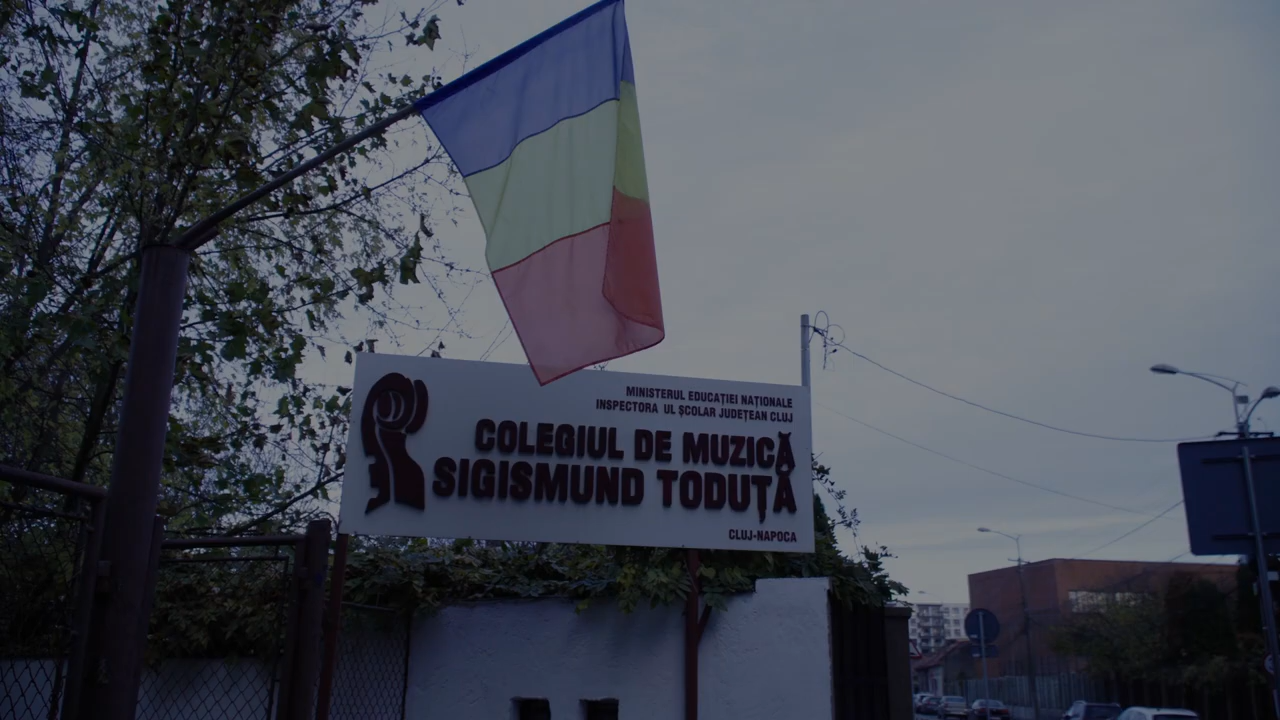 MINISTERUL EDUCAȚIEI NAȚIONALE
INSPECTORA UL ȘCOLAR JUDEȚEAN CLUJ
COLEGIUL DE MUZICĂ
SIGISMUND TODUȚĂ
CLUJ-NAPOCA